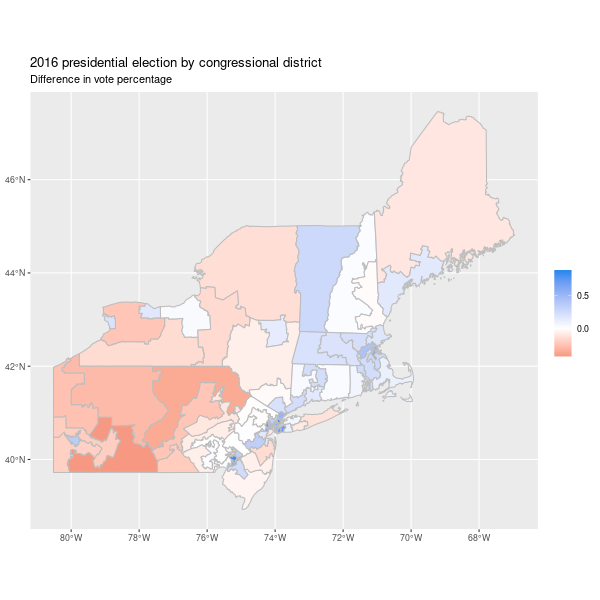 2016 presidential election by congressional district
Difference in vote percentage
46°N
44°N
42°N
40°N
80°W 78°W 76°W 74°W 72°W 70°W 68°W
0.5
0.0